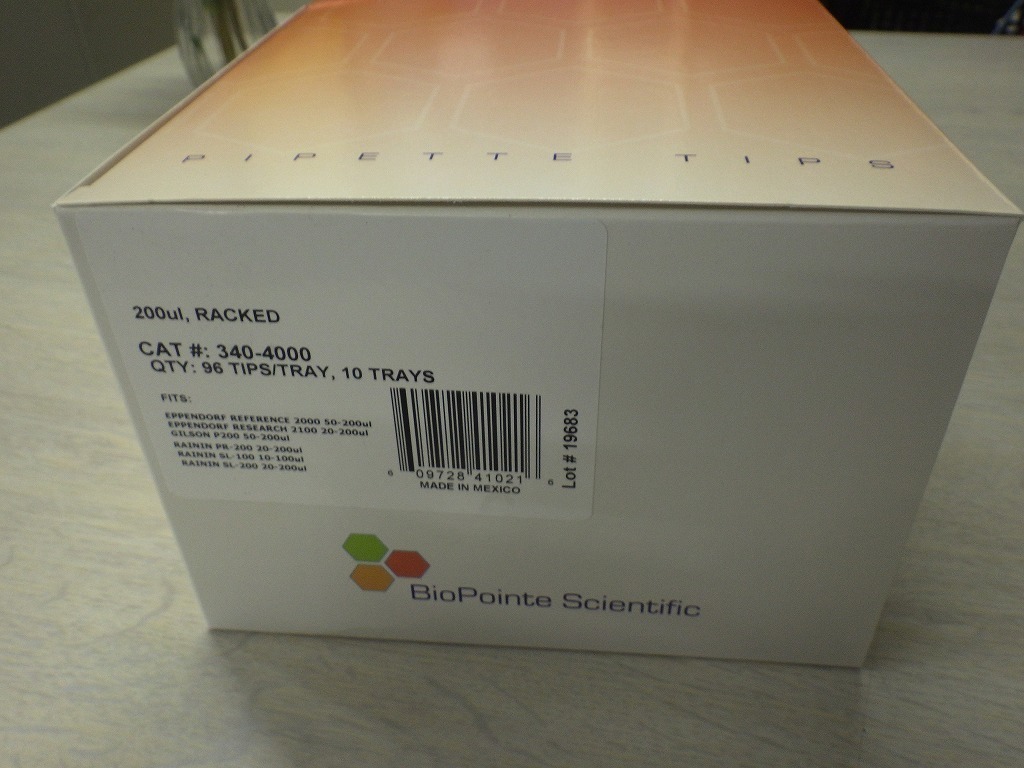 PIPETTE TIPS
200ul, RACKED
CAT #: 340-4000
QTY: 96 TIPS/TRAY, 10 TRAYS
FITS:
EPPENDORF REFERENCE 2000 50-200ul
EPPENDORF RESEARCH 2100 20-200ul
GILSON P200 50-200ul
RAININ PR-200 20-200ul
RAININ SL-100 10-100ul
RAININ SL-200 20-200ul
6 09728 41021 6
MADE IN MEXICO
Lot # 19683
BioPointe Scientific